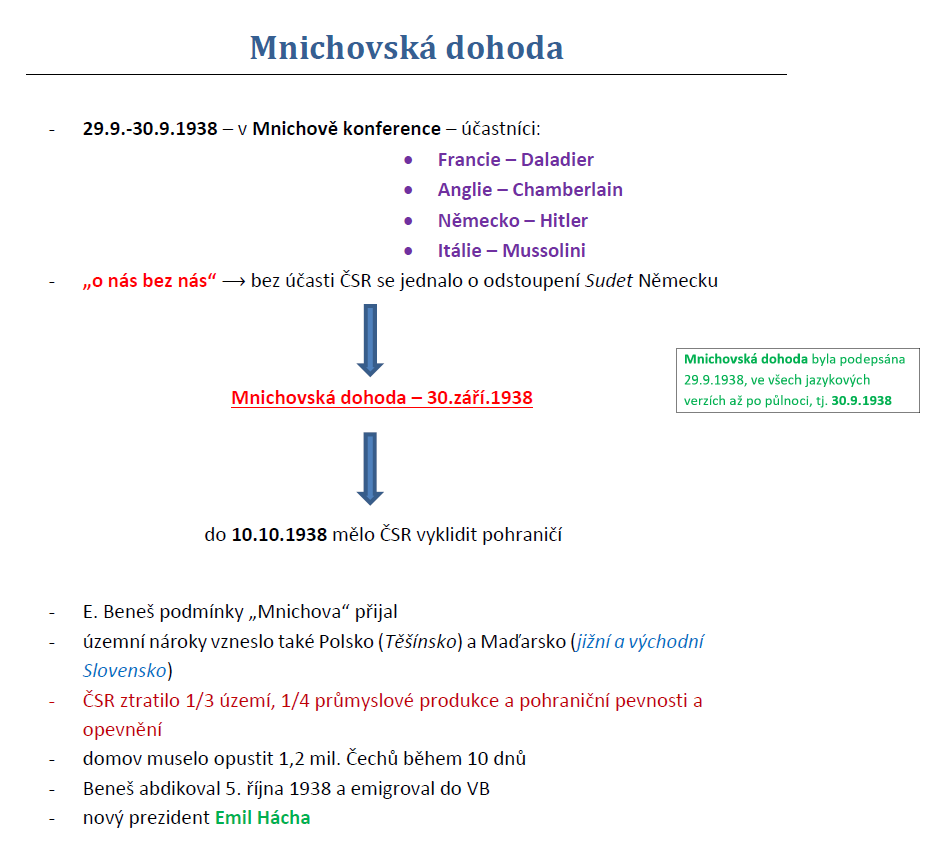 Mnichovská dohoda
- 29.9.-30.9.1938 – v Mnichově konference – účastníci:
• Francie – Daladier
• Anglie – Chamberlain
• Německo – Hitler
• Itálie – Mussolini
- „o nás bez nás“ → bez účasti ČSR se jednalo o odstoupení Sudet Německu
Mnichovská dohoda byla podepsána
29.9.1938, ve všech jazykových
verzích až po půlnoci, tj. 30.9.1938
Mnichovská dohoda – 30.září.1938
do 10.10.1938 mělo ČSR vyklidit pohraničí
- E. Beneš podmínky „Mnichova“ přijal
- územní nároky vzneslo také Polsko (Těšínsko) a Maďarsko (jižní a východní
Slovensko)
- ČSR ztratilo 1/3 území, 1/4 průmyslové produkce a pohraniční pevnosti a
opevnění
- domov muselo opustit 1,2 mil. Čechů během 10 dnů
- Beneš abdikoval 5. října 1938 a emigroval do VB
- nový prezident Emil Hácha